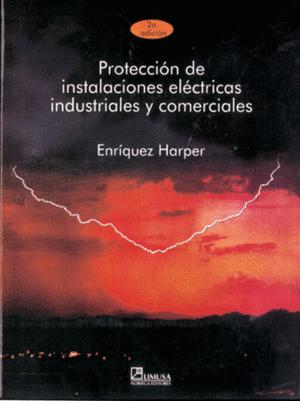 2a.
edición
Protección de
instalaciones eléctricas
industriales y comerciales
Enríquez Harper
LIMUSA
NORIEGA EDITORES